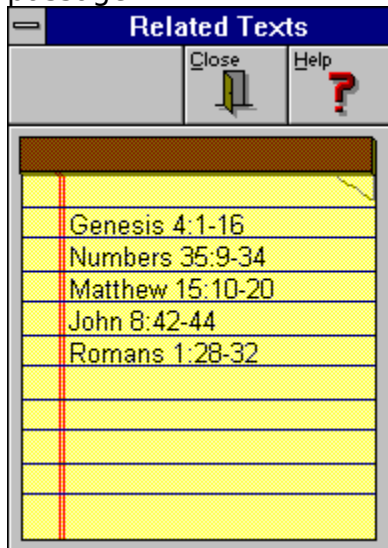 Related Texts
Close Help
Genesis 4:1-16
Numbers 35:9-34
Matthew 15:10-20
John 8:42-44
Romans 1:28-32